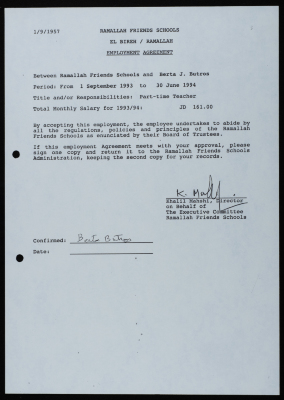 1/9/1957
RAMALLAH FRIENDS SCHOOLS
EL BIREH / RAMALLAH
EMPLOYMENT AGREEMENT
Between Ramallah Friends Schools and Berta J. Butros
Period: From 1 September 1993 to 30 June 1994
Title and/or Responsibilities: Part-time Teacher
Total Monthly Salary for 1993/94: JD 161.00
By accepting this employment, the employee undertakes to abide by
all the regulations, policies and principles of the Ramallah
Friends Schools as enunciated by their Board of Trustees.
If this employment Agreement meets with your approval, please
sign one copy and return it to the Ramallah Friends Schools
Administration, keeping the second copy for your records.
Khalil Mahshi, Director
on Behalf of
The Executive Committee
Ramallah Friends Schools
Confirmed: Berta Butros
Date: